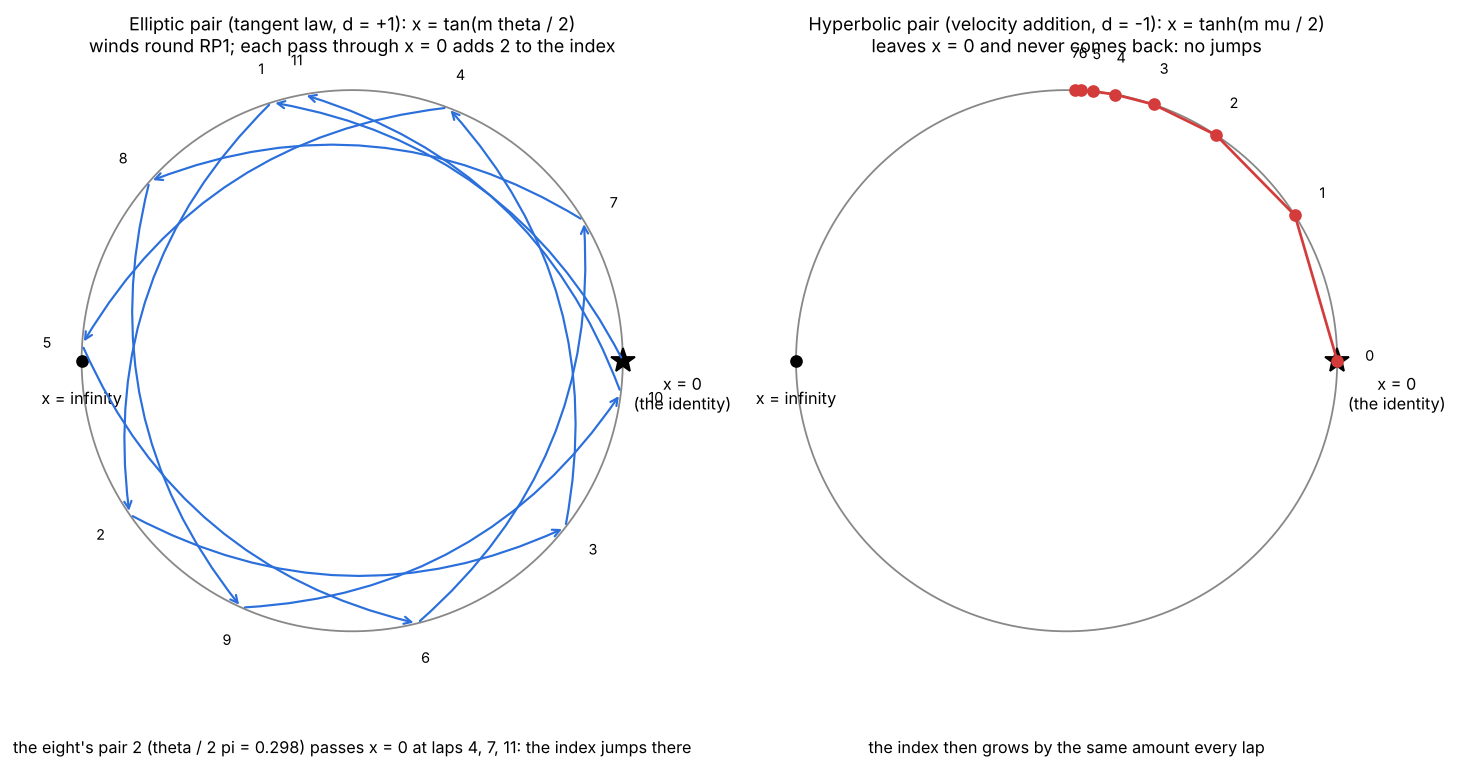 Elliptic pair (tangent law, d = +1): x = tan(m theta / 2)
winds round RP1; each pass through x = 0 adds 2 to the index
1
11
4
8
7
5
x = infinity
x = 0
10
(the identity)
2
3
9
6
the eight's pair 2 (theta / 2 pi = 0.298) passes x = 0 at laps 4, 7, 11: the index jumps there
Hyperbolic pair (velocity addition, d = -1): x = tanh(m mu / 2)
leaves x = 0 and never comes back: no jumps
7
6
5
4
3
2
1
0
x = infinity
x = 0
(the identity)
the index then grows by the same amount every lap